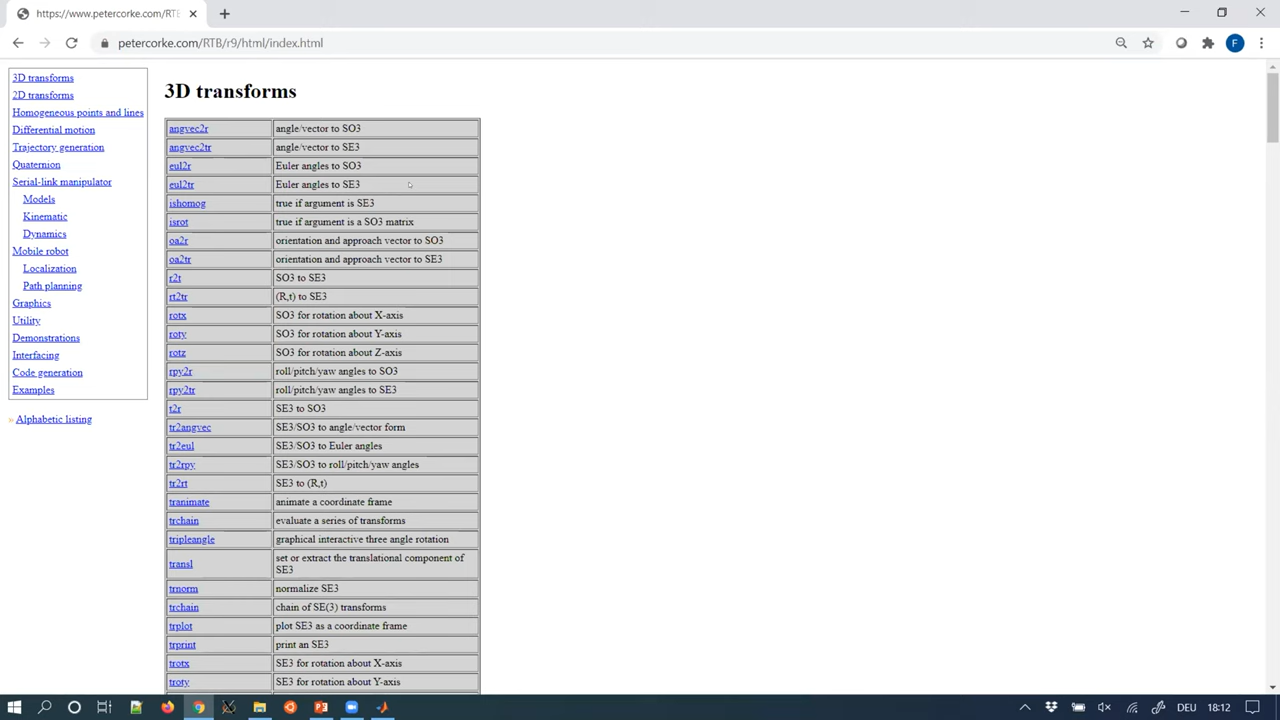 https://www.petercorke.com/RTB
petercorke.com/RTB/r9/html/index.html
F
3D transforms
2D transforms
Homogeneous points and lines
Differential motion
Trajectory generation
Quaternion
Serial-link manipulator
Models
Kinematic
Dynamics
Mobile robot
Localization
Path planning
Graphics
Utility
Demonstrations
Interfacing
Code generation
Examples
» Alphabetic listing
3D transforms
angvec2r angle/vector to SO3
angvec2tr angle/vector to SE3
eul2r Euler angles to SO3
eul2tr Euler angles to SE3
ishomog true if argument is SE3
isrot true if argument is a SO3 matrix
oa2r orientation and approach vector to SO3
oa2tr orientation and approach vector to SE3
r2t SO3 to SE3
rt2tr (R,t) to SE3
rotx SO3 for rotation about X-axis
roty SO3 for rotation about Y-axis
rotz SO3 for rotation about Z-axis
rpy2r roll/pitch/yaw angles to SO3
rpy2tr roll/pitch/yaw angles to SE3
t2r SE3 to SO3
tr2angvec SE3/SO3 to angle/vector form
tr2eul SE3/SO3 to Euler angles
tr2rpy SE3/SO3 to roll/pitch/yaw angles
tr2rt SE3 to (R,t)
tranimate animate a coordinate frame
trchain evaluate a series of transforms
tripleangle graphical interactive three angle rotation
transl set or extract the translational component of
SE3
trnorm normalize SE3
trchain chain of SE(3) transforms
trplot plot SE3 as a coordinate frame
trprint print an SE3
trotx SE3 for rotation about X-axis
troty SE3 for rotation about Y-axis
DEU 18:12